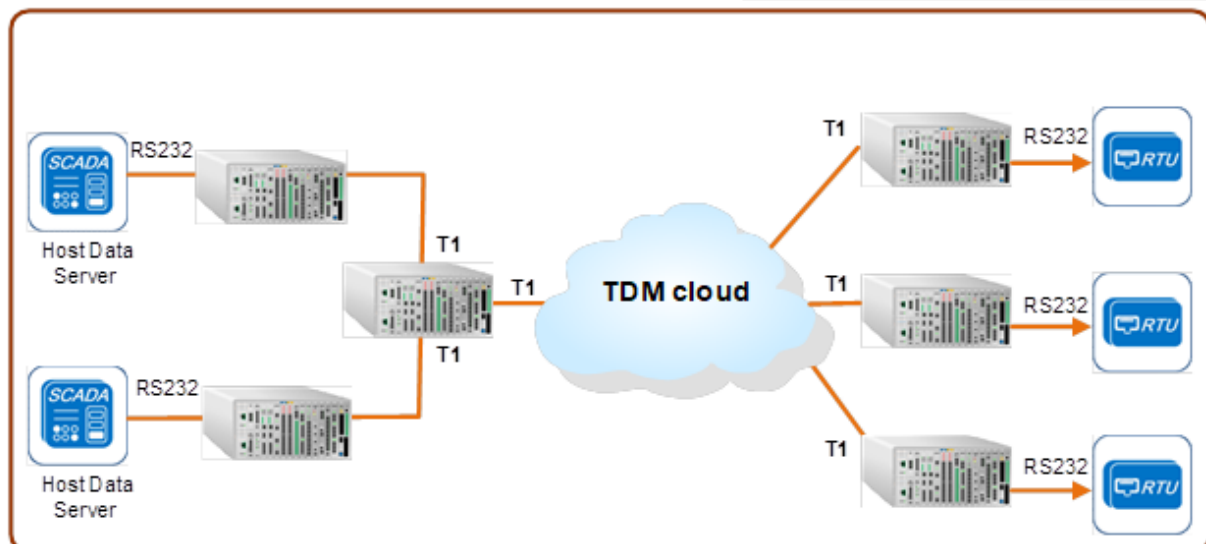 T1
RS232
RTU
SCADA
RS232
Host Data
Server
T1
T1
TDM cloud
T1
RS232
RTU
T1
SCADA
RS232
Host Data
Server
T1
RS232
RTU